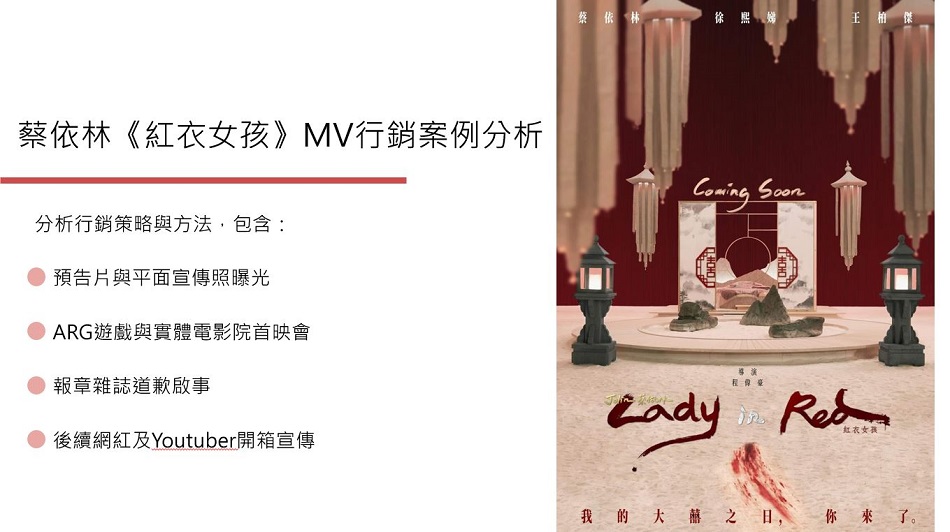 蔡依林《紅衣女孩》MV行銷案例分析
分析行銷策略與方法，包含：
預告片與平面宣傳照曝光
ARG遊戲與實體電影院首映會
報章雜誌道歉啟事
後續網紅及Youtuber開箱宣傳
蔡依林 徐熙娣 王柏傑
Coming Soon
導演
程偉豪
Lady in Red
紅衣女孩
我的大囍之日，你來了。